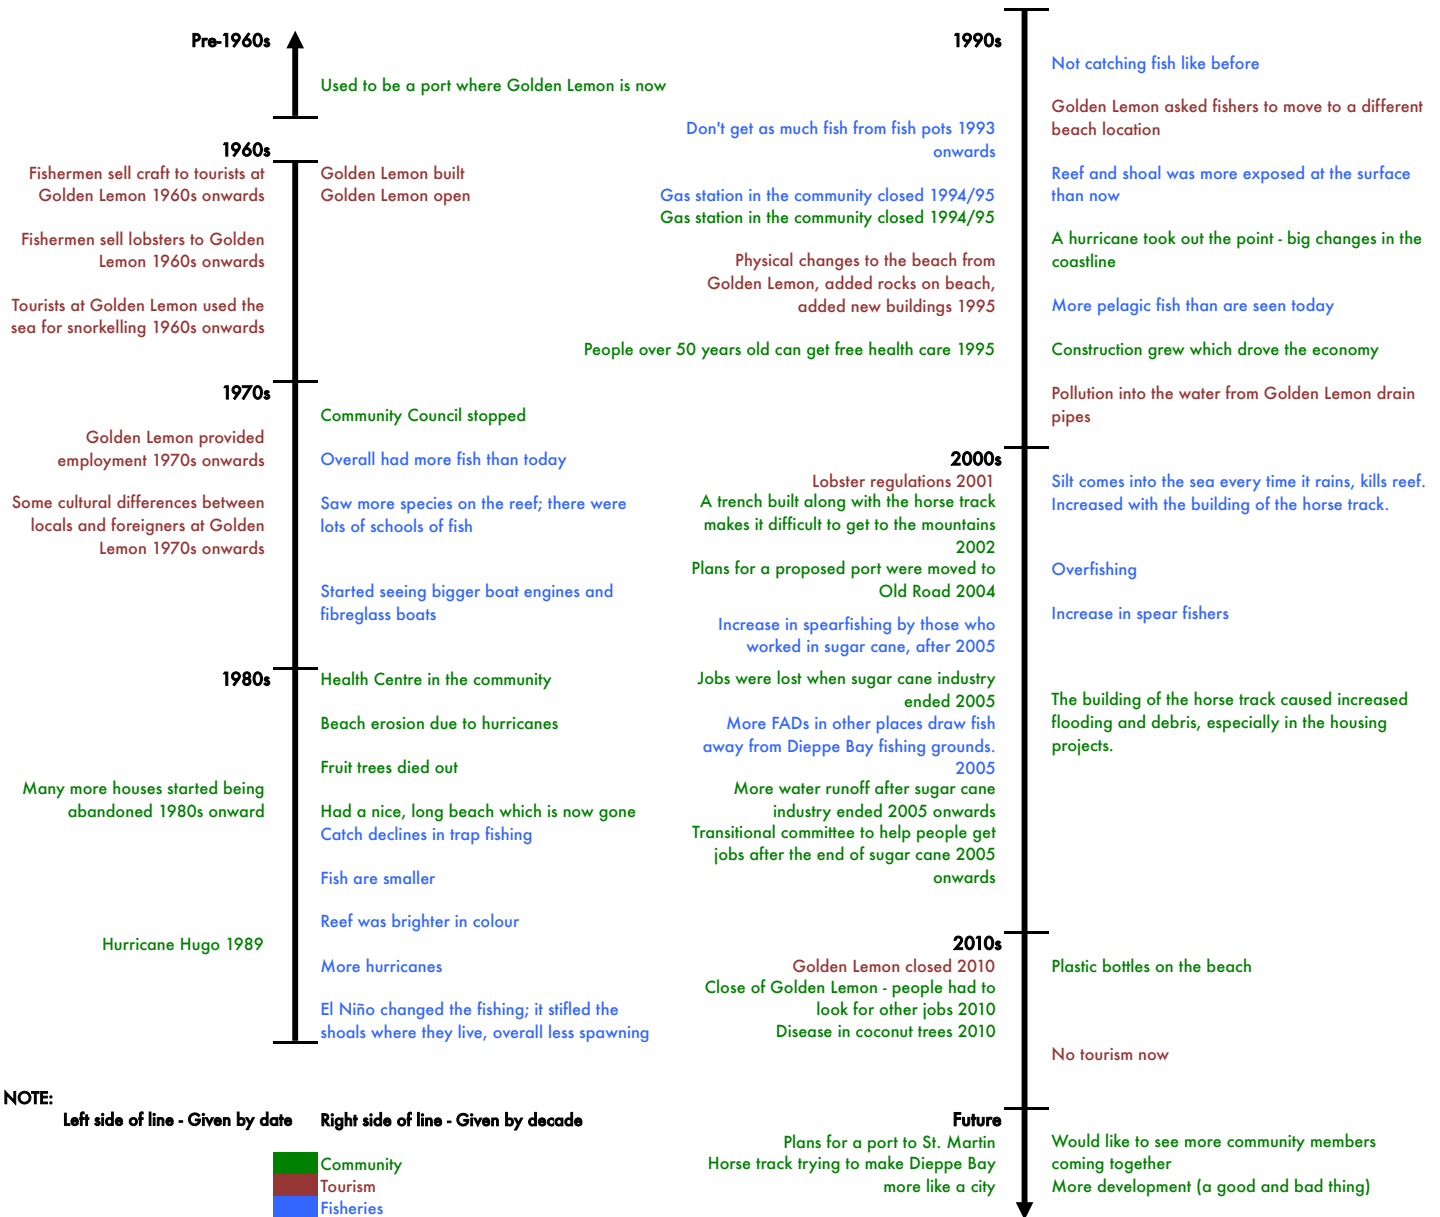 Pre-1960s
Used to be a port where Golden Lemon is now
1960s
Fishermen sell craft to tourists at
Golden Lemon 1960s onwards
Fishermen sell lobsters to Golden
Lemon 1960s onwards
Tourists at Golden Lemon used the
sea for snorkelling 1960s onwards
Golden Lemon built
Golden Lemon open
1970s
Golden Lemon provided
employment 1970s onwards
Some cultural differences between
locals and foreigners at Golden
Lemon 1970s onwards
Community Council stopped
Overall had more fish than today
Saw more species on the reef; there were
lots of schools of fish
Started seeing bigger boat engines and
fibreglass boats
1980s
Many more houses started being
abandoned 1980s onward
Hurricane Hugo 1989
Health Centre in the community
Beach erosion due to hurricanes
Fruit trees died out
Had a nice, long beach which is now gone
Catch declines in trap fishing
Fish are smaller
Reef was brighter in colour
More hurricanes
El Niño changed the fishing; it stifled the
shoals where they live, overall less spawning
1990s
Don't get as much fish from fish pots 1993
onwards
Gas station in the community closed 1994/95
Gas station in the community closed 1994/95
Physical changes to the beach from
Golden Lemon, added rocks on beach,
added new buildings 1995
People over 50 years old can get free health care 1995
Not catching fish like before
Golden Lemon asked fishers to move to a different
beach location
Reef and shoal was more exposed at the surface
than now
A hurricane took out the point - big changes in the
coastline
More pelagic fish than are seen today
Construction grew which drove the economy
Pollution into the water from Golden Lemon drain
pipes
2000s
Lobster regulations 2001
A trench built along with the horse track
makes it difficult to get to the mountains
2002
Plans for a proposed port were moved to
Old Road 2004
Increase in spearfishing by those who
worked in sugar cane, after 2005
Jobs were lost when sugar cane industry
ended 2005
More FADs in other places draw fish
away from Dieppe Bay fishing grounds.
2005
More water runoff after sugar cane
industry ended 2005 onwards
Transitional committee to help people get
jobs after the end of sugar cane 2005
onwards
Silt comes into the sea every time it rains, kills reef.
Increased with the building of the horse track.
Overfishing
Increase in spear fishers
The building of the horse track caused increased
flooding and debris, especially in the housing
projects.
2010s
Golden Lemon closed 2010
Close of Golden Lemon - people had to
look for other jobs 2010
Disease in coconut trees 2010
Plastic bottles on the beach
No tourism now
Future
Plans for a port to St. Martin
Horse track trying to make Dieppe Bay
more like a city
Would like to see more community members
coming together
More development (a good and bad thing)
NOTE:
Left side of line - Given by date
Right side of line - Given by decade
Community
Tourism
Fisheries